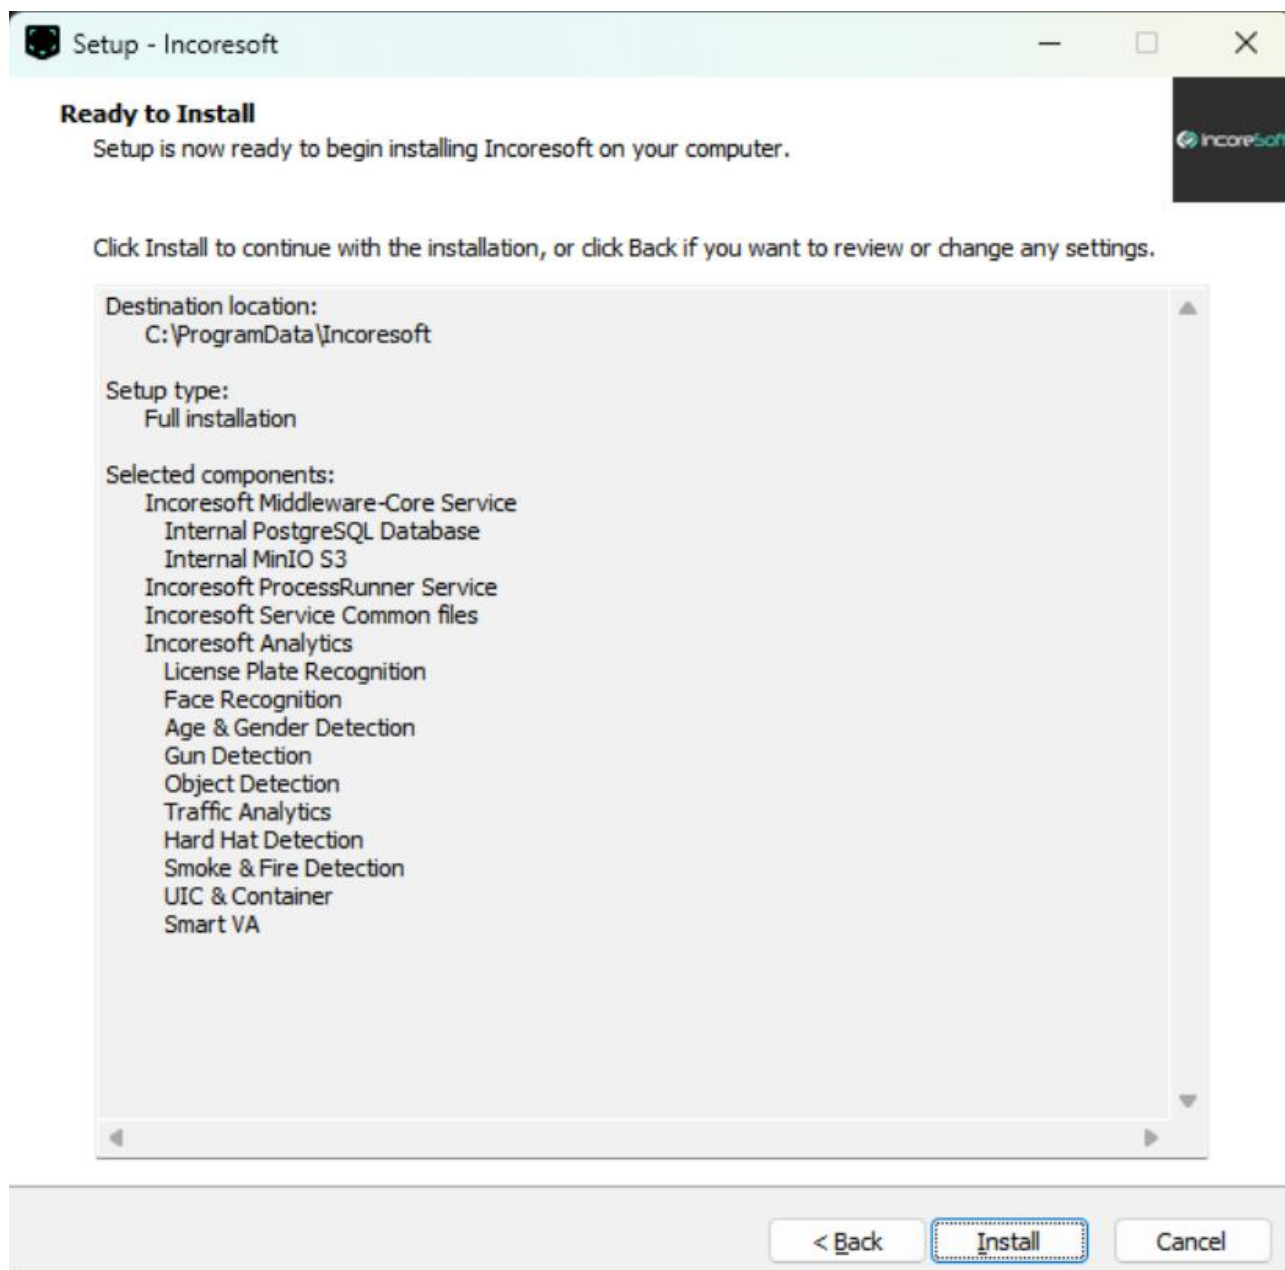 Setup - Incoresoft
Ready to Install
Setup is now ready to begin installing Incoresoft on your computer.
IncoreSoft
Click Install to continue with the installation, or click Back if you want to review or change any settings.
Destination location:
C:\ProgramData\Incoresoft
Setup type:
Full installation
Selected components:
Incoresoft Middleware-Core Service
Internal PostgreSQL Database
Internal MinIO S3
Incoresoft ProcessRunner Service
Incoresoft Service Common files
Incoresoft Analytics
License Plate Recognition
Face Recognition
Age & Gender Detection
Gun Detection
Object Detection
Traffic Analytics
Hard Hat Detection
Smoke & Fire Detection
UIC & Container
Smart VA
< Back
Install
Cancel